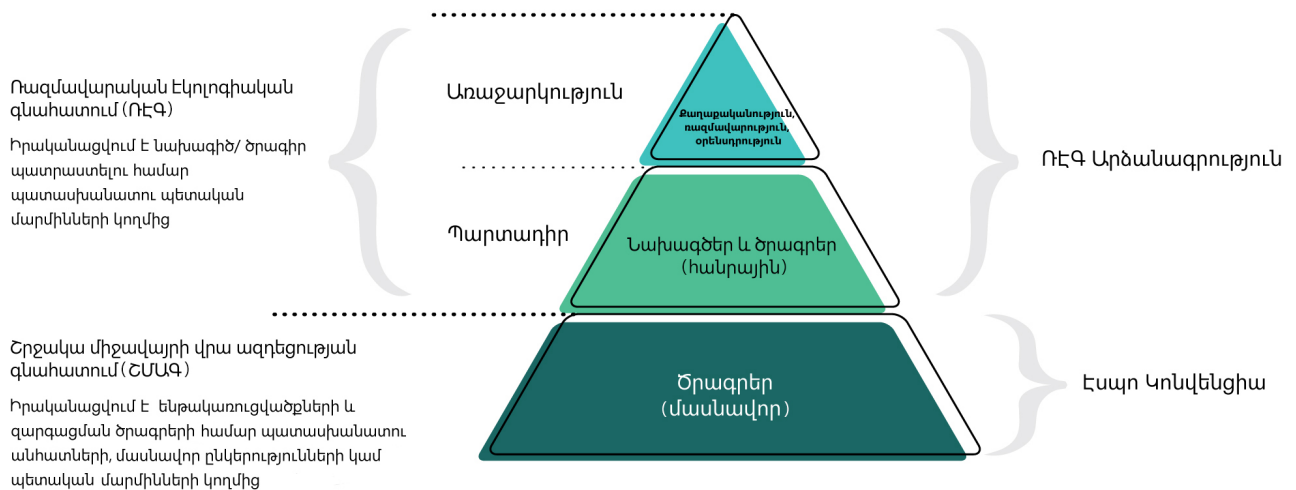 Ռազմավարական էկոլոգիական
գնահատում (ՌԷԳ)
Իրականացվում է նախագիծ/ ծրագիր
պատրաստելու համար
պատասխանատու պետական
մարմինների կողմից
Շրջակա միջավայրի վրա ազդեցության
գնահատում (ՇՄԱԳ)
Իրականացվում է ենթակառուցվածքների և
զարգացման ծրագրերի համար պատասխանատու
անհատների, մասնավոր ընկերությունների կամ
պետական մարմինների կողմից
Առաջարկություն
Պարտադիր
Քաղաքականություն,
ռազմավարություն,
օրենսդրություն
Նախագծեր և ծրագրեր
(հանրային)
Ծրագրեր
(մասնավոր)
ՌԷԳ Արձանագրություն
Էսպո Կոնվենցիա